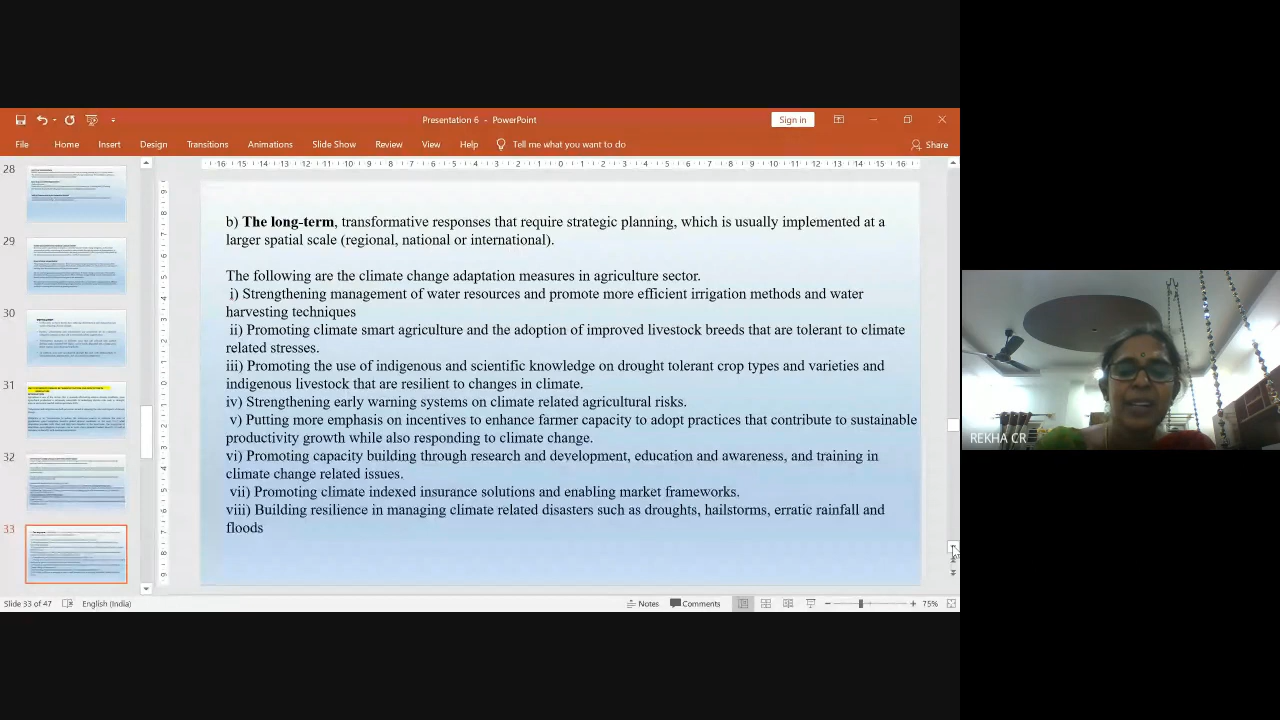 Presentation 6 - PowerPoint
Sign in
File Home Insert Design Transitions Animations Slide Show Review View Help Tell me what you want to do Share
28
29
30
31
32
33
b) The long-term, transformative responses that require strategic planning, which is usually implemented at a
larger spatial scale (regional, national or international).
The following are the climate change adaptation measures in agriculture sector.
i) Strengthening management of water resources and promote more efficient irrigation methods and water
harvesting techniques
ii) Promoting climate smart agriculture and introduction of improved livestock breeds more tolerant to climate
related stresses.
iii) Promoting the use of indigenous and scientific knowledge on drought tolerant crop types and varieties and
indigenous livestock that are resilient to changes in climate.
iv) Strengthening early warning systems on climate related agricultural risks.
v) Putting more emphasis on incentives to enhance farmer capacity to adopt practices that contribute to sustainable
productivity growth while also responding to climate change.
vi) Promoting capacity building through research and development, education and awareness, and training in
climate change related issues.
vii) Promoting climate indexed insurance solutions and enabling market frameworks
viii) Building resilience in managing climate related disasters such as droughts, hailstorms, erratic rainfall and
floods
REKHA CR
Slide 33 of 47 English (India) Notes Comments 75%